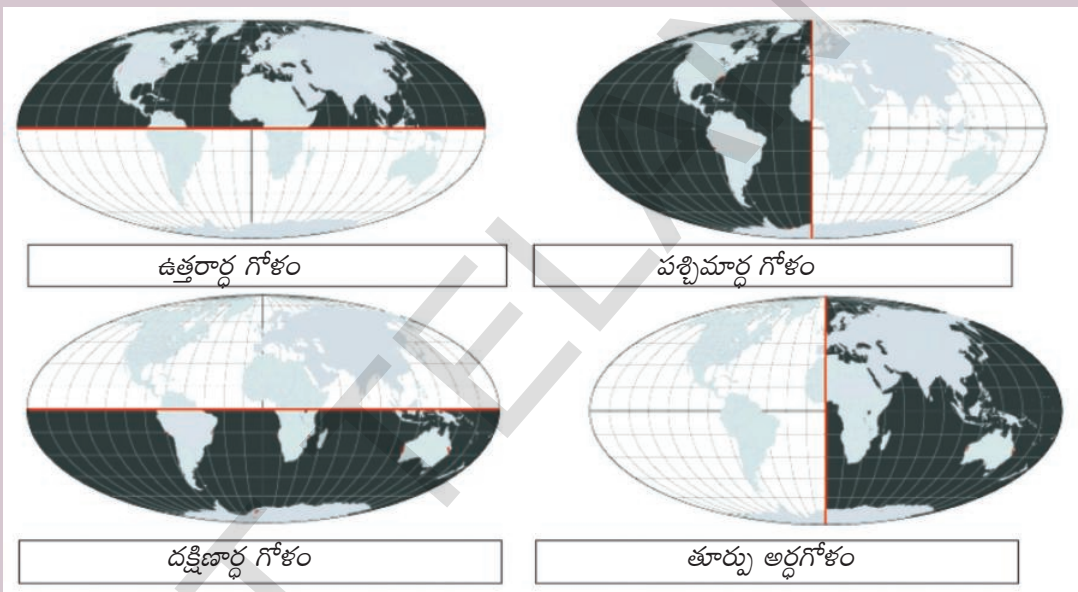 ఉత్తరార్ధ గోళం
పశ్చిమార్ధ గోళం
దక్షిణార్ధ గోళం
తూర్పు అర్ధగోళం